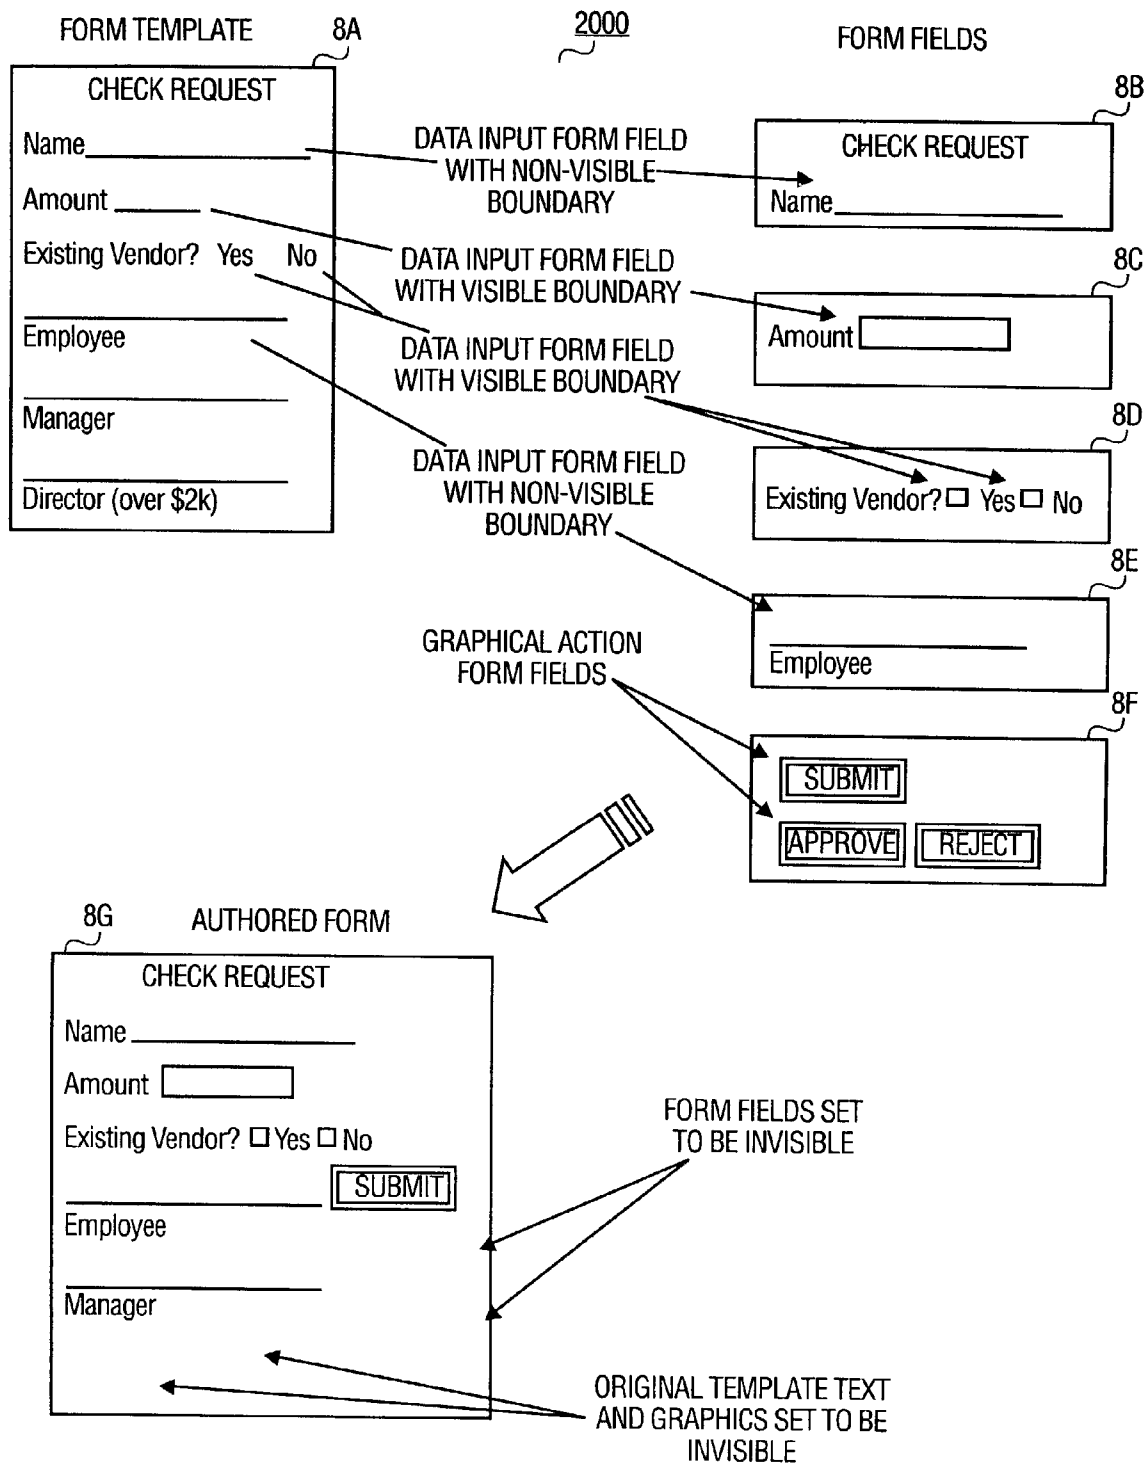 FORM TEMPLATE
8A
2000
FORM FIELDS
CHECK REQUEST
Name
Amount
Existing Vendor? Yes No
Employee
Manager
Director (over $2k)
DATA INPUT FORM FIELD
WITH NON-VISIBLE
BOUNDARY
DATA INPUT FORM FIELD
WITH VISIBLE BOUNDARY
DATA INPUT FORM FIELD
WITH VISIBLE BOUNDARY
DATA INPUT FORM FIELD
WITH NON-VISIBLE
BOUNDARY
GRAPHICAL ACTION
FORM FIELDS
8B
CHECK REQUEST
Name
8C
Amount
8D
Existing Vendor? Yes No
8E
Employee
8F
SUBMIT
APPROVE REJECT
8G
AUTHORED FORM
CHECK REQUEST
Name
Amount
Existing Vendor? Yes No
SUBMIT
Employee
Manager
FORM FIELDS SET
TO BE INVISIBLE
ORIGINAL TEMPLATE TEXT
AND GRAPHICS SET TO BE
INVISIBLE